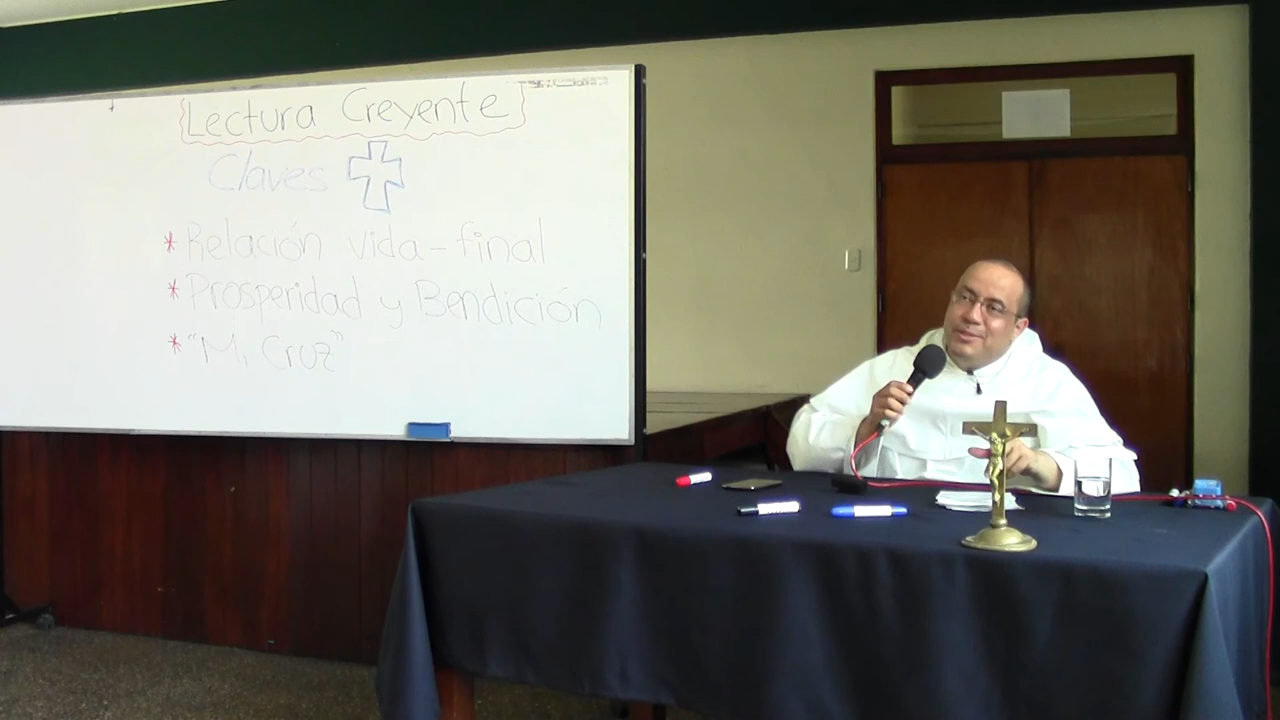 Lectura Creyente
Claves
* Relación vida - final
* Prosperidad y Bendición
* "M. Cruz"